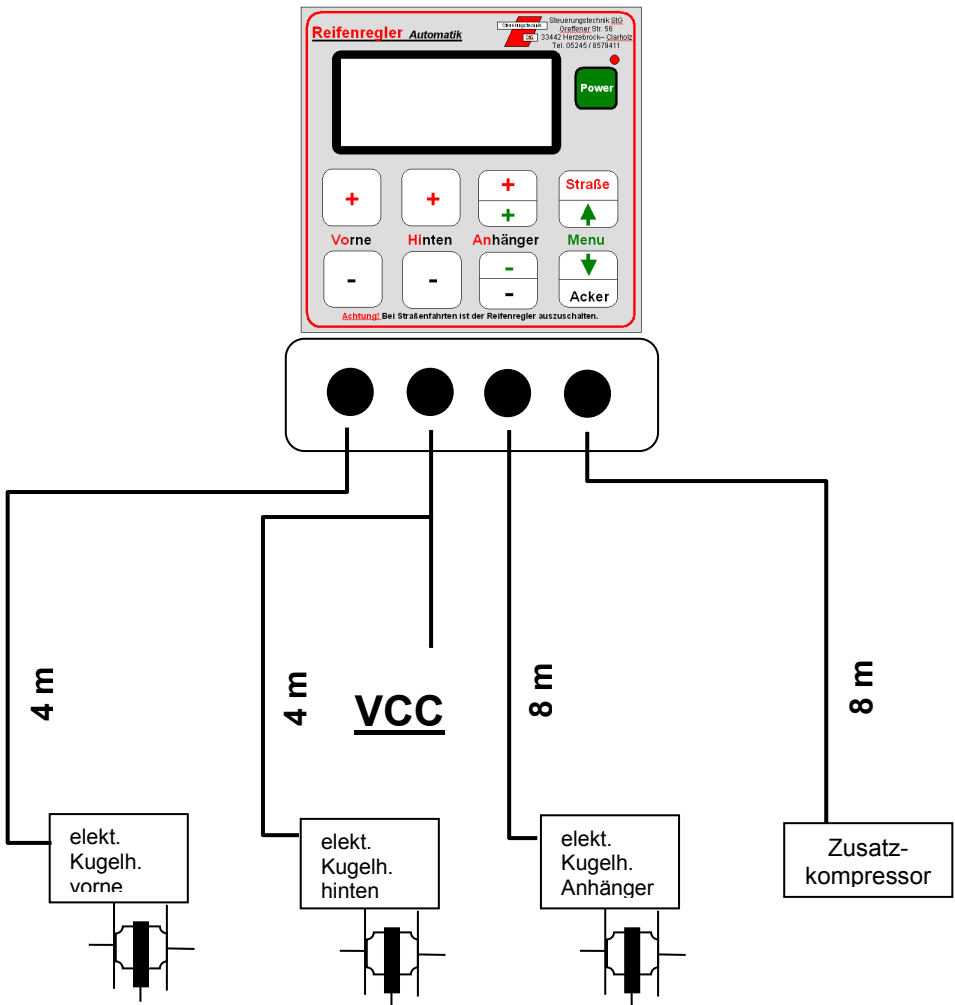 Reifenregler Automatik
Steuerungstechnik
StG
Steuerungstechnik StG
Greffener Str. 56
33442 Herzebrock– Clarholz
Tel. 05245 / 8579411
Power
+
+
+
+
Straße
Vorne
Hinten
Anhänger
Menu
-
-
-
-
Acker
Achtung! Bei Straßenfahrten ist der Reifenregler auszuschalten.
4 m
4 m
VCC
8 m
8 m
elekt.
Kugelh.
vorne
elekt.
Kugelh.
hinten
elekt.
Kugelh.
Anhänger
Zusatz-
kompressor